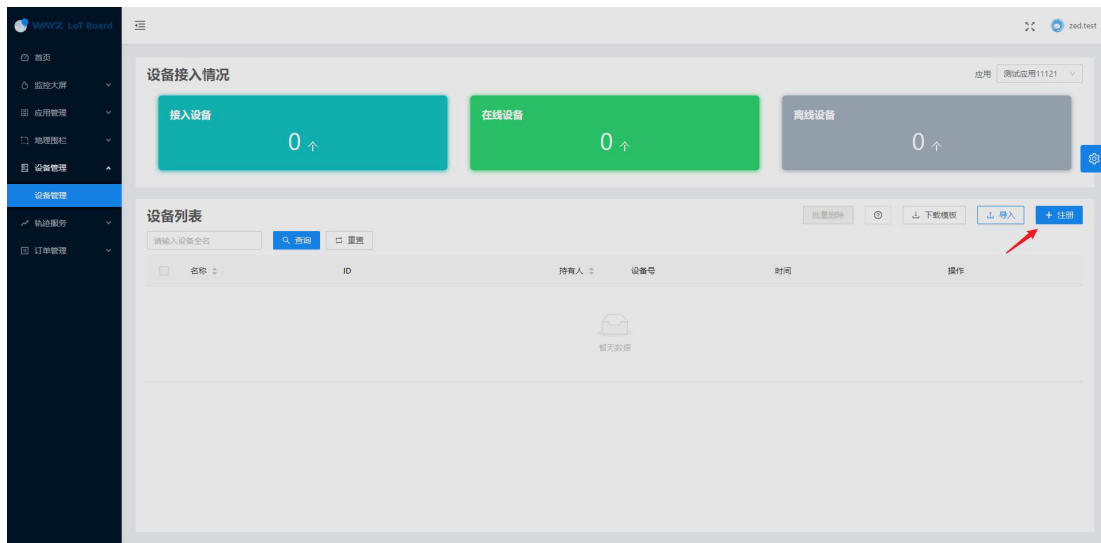 WAYZ LoT Board
zed.test
首页
监控大屏
应用管理
地理围栏
设备管理
设备管理
轨迹服务
订单管理
设备接入情况
应用 测试应用11121
接入设备
0 个
在线设备
0 个
离线设备
0 个
设备列表
批量删除 下载模板 导入 + 注册
请输入设备全名 查询 重置
名称 ID 持有人 设备号 时间 操作
暂无数据